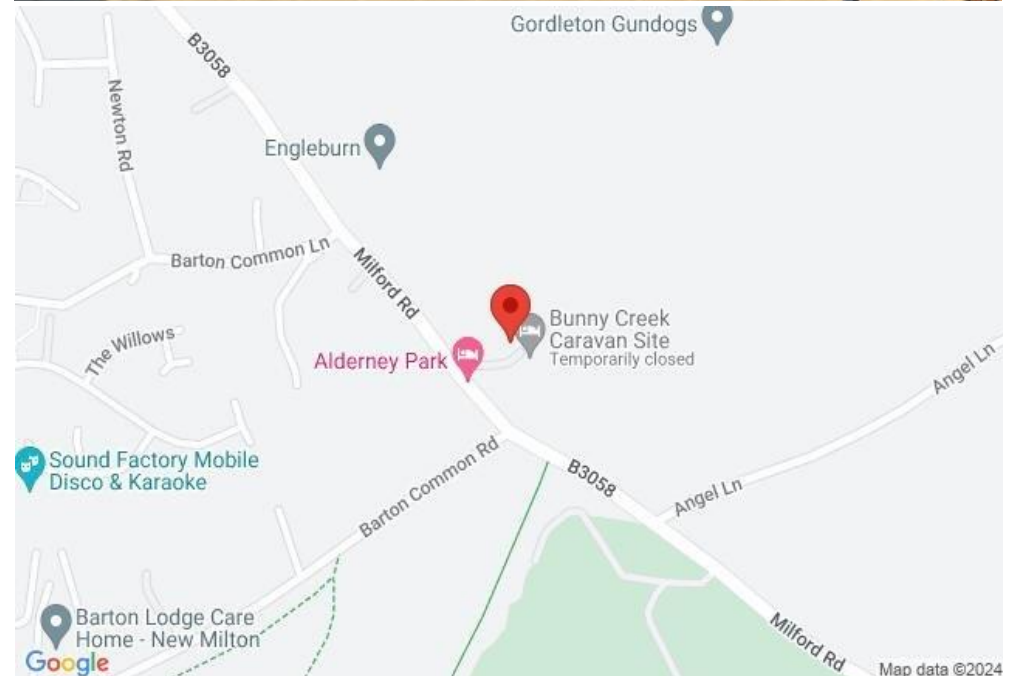 Gordleton Gundogs
B3058
Newton Rd
Engleburn
Barton Common Ln
Milford Rd
Bunny Creek
Caravan Site
Temporarily closed
The Willows
Alderney Park
Angel Ln
Sound Factory Mobile
Disco & Karaoke
Barton Common Rd
B3058
Angel Ln
Barton Lodge Care
Home - New Milton
Milford Rd
Google
Map data ©2024